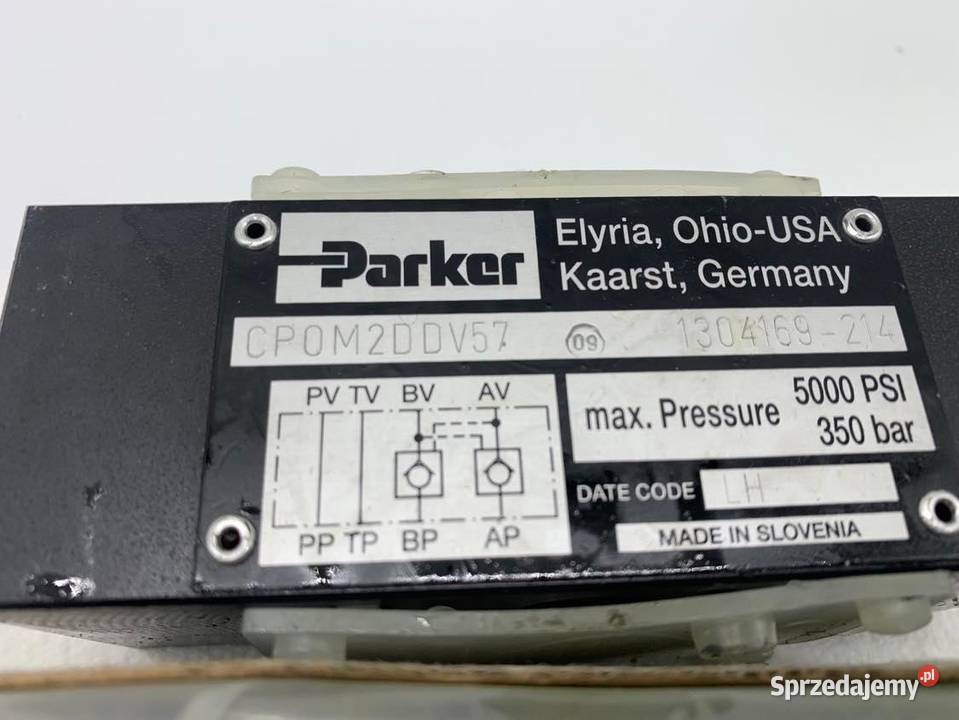 Parker
Elyria, Ohio-USA
Kaarst, Germany
CPOM2DDV57 09 1304169-214
PV TV BV AV
PP TP BP AP
max. Pressure 5000 PSI
350 bar
DATE CODE LH
MADE IN SLOVENIA
Sprzedajemy.pl